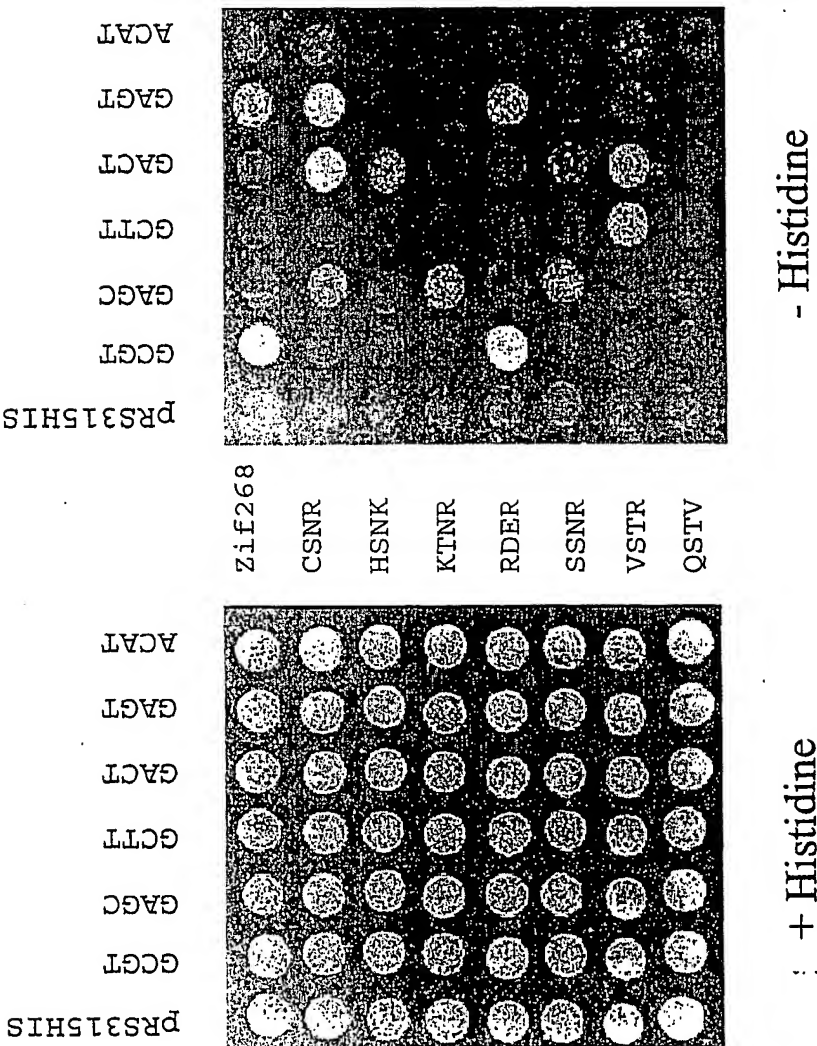 ACAT
GAGT
GACT
GCTT
GAGC
GCGT
pRS315HIS
- Histidine
Zif268
CSNR
HSNK
KTNR
RDER
SSNR
VSTR
QSTV
ACAT
GAGT
GACT
GCTT
GAGC
GCGT
pRS315HIS
+ Histidine